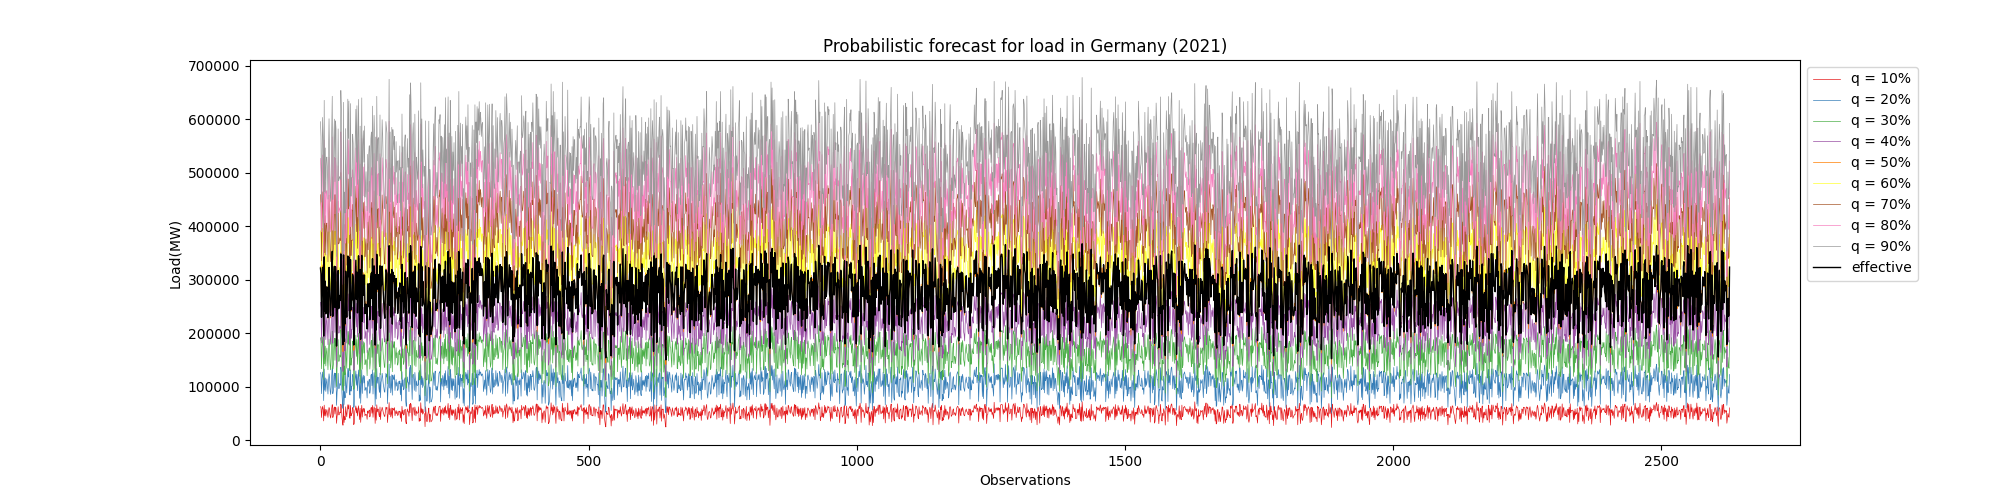 Probabilistic forecast for load in Germany (2021)
700000
600000
500000
400000
300000
200000
100000
0
Load(MW)
0
500
1000
1500
2000
2500
Observations
q = 10%
q = 20%
q = 30%
q = 40%
q = 50%
q = 60%
q = 70%
q = 80%
q = 90%
effective